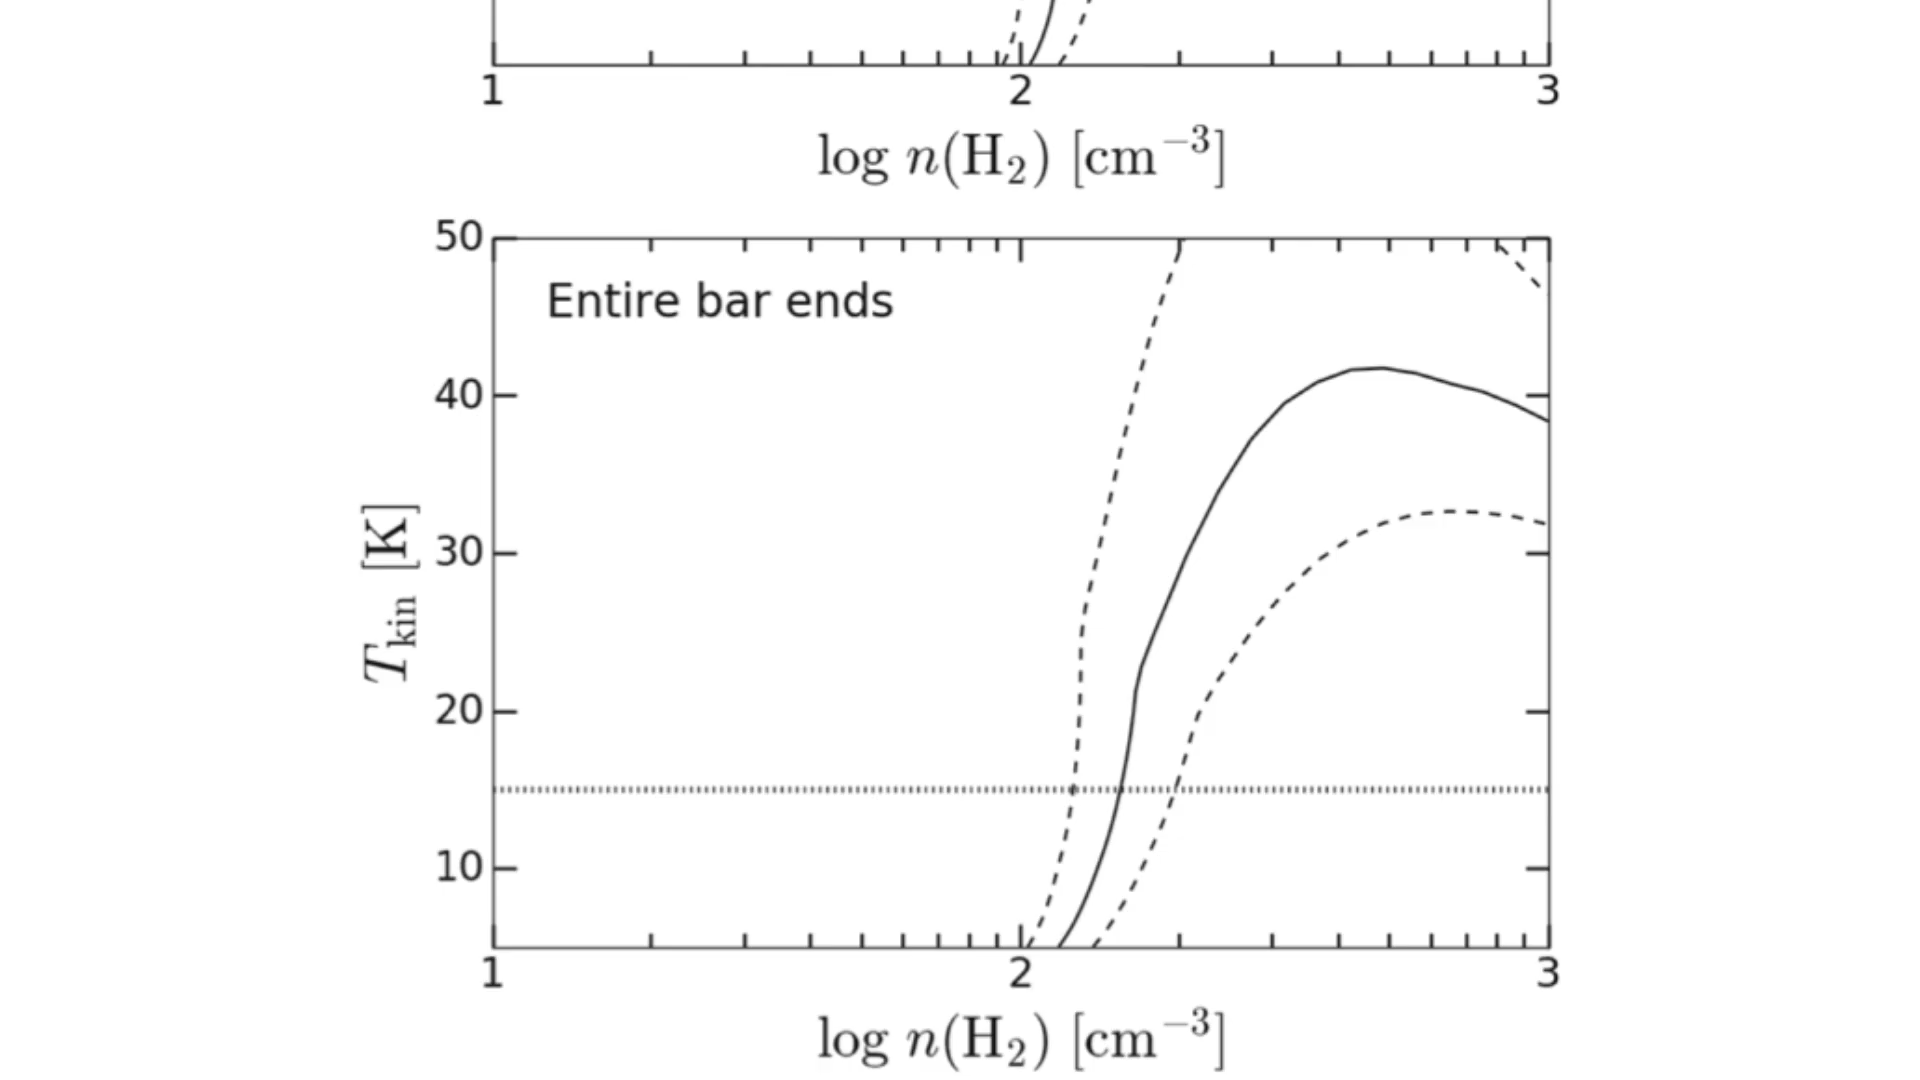 1 2 3
log n(H₂) [cm⁻³]
50
Entire bar ends
40
30
20
10
T_kin [K]
1 2 3
log n(H₂) [cm⁻³]